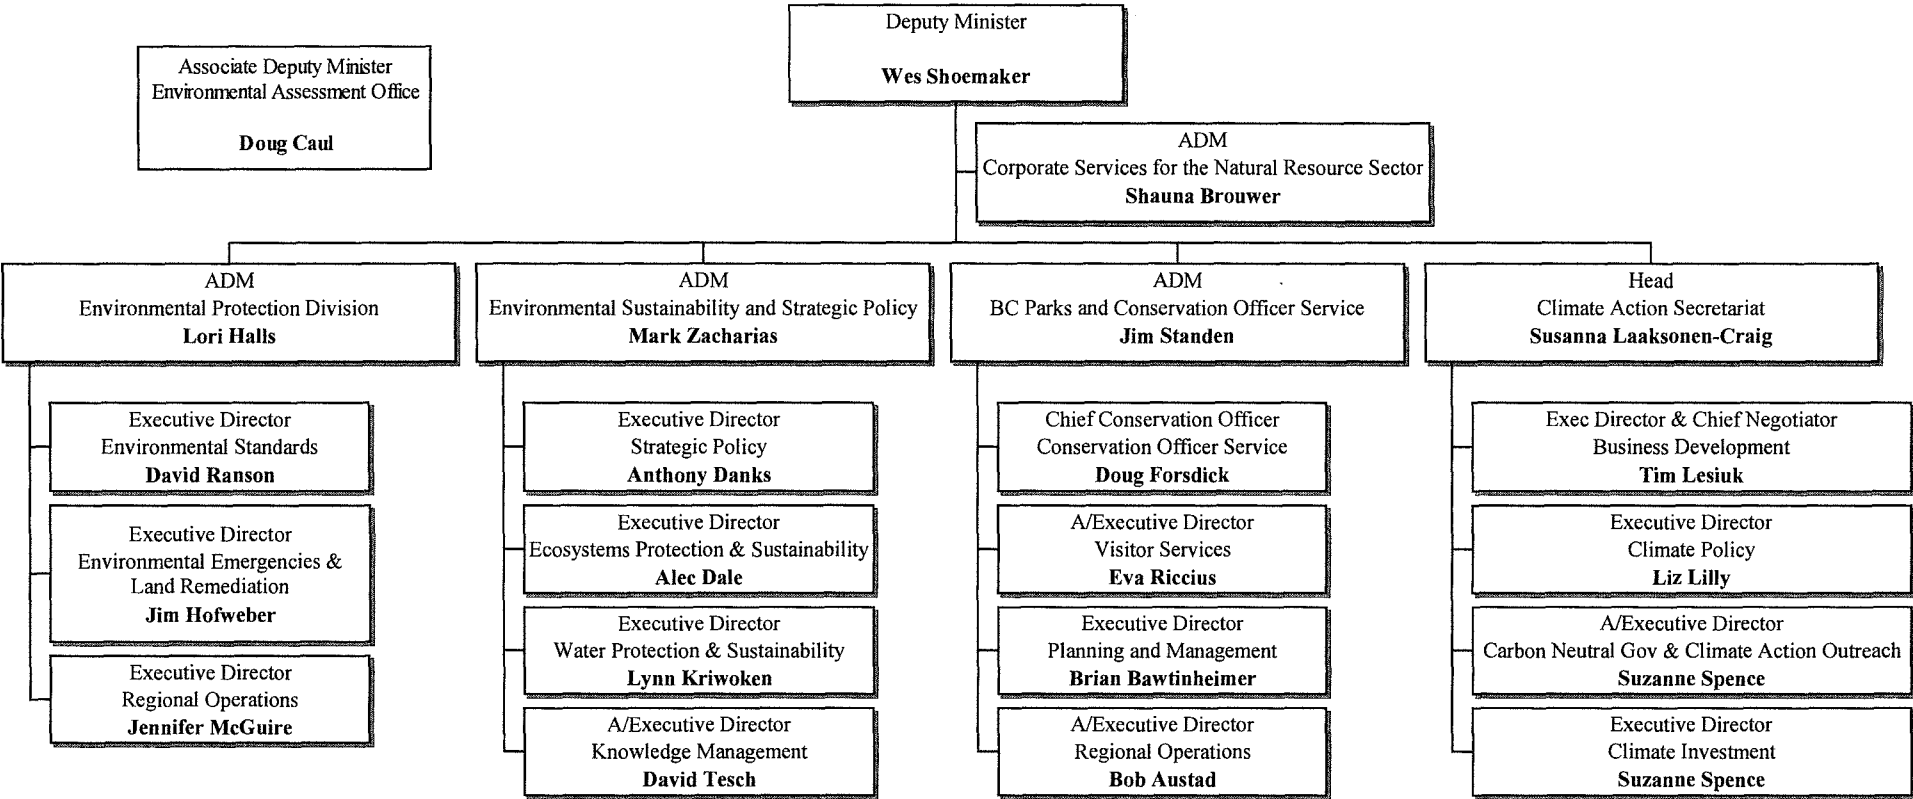 Deputy Minister
Wes Shoemaker
Associate Deputy Minister
Environmental Assessment Office
Doug Caul
ADM
Corporate Services for the Natural Resource Sector
Shauna Brouwer
ADM
Environmental Protection Division
Lori Halls
Executive Director
Environmental Standards
David Ranson
Executive Director
Environmental Emergencies &
Land Remediation
Jim Hofweber
Executive Director
Regional Operations
Jennifer McGuire
ADM
Environmental Sustainability and Strategic Policy
Mark Zacharias
Executive Director
Strategic Policy
Anthony Danks
Executive Director
Ecosystems Protection & Sustainability
Alec Dale
Executive Director
Water Protection & Sustainability
Lynn Kriwoken
A/Executive Director
Knowledge Management
David Tesch
ADM
BC Parks and Conservation Officer Service
Jim Standen
Chief Conservation Officer
Conservation Officer Service
Doug Forsdick
A/Executive Director
Visitor Services
Eva Riccius
Executive Director
Planning and Management
Brian Bawtinheimer
A/Executive Director
Regional Operations
Bob Austad
Head
Climate Action Secretariat
Susanna Laaksonen-Craig
Exec Director & Chief Negotiator
Business Development
Tim Lesiuk
Executive Director
Climate Policy
Liz Lilly
A/Executive Director
Carbon Neutral Gov & Climate Action Outreach
Suzanne Spence
Executive Director
Climate Investment
Suzanne Spence